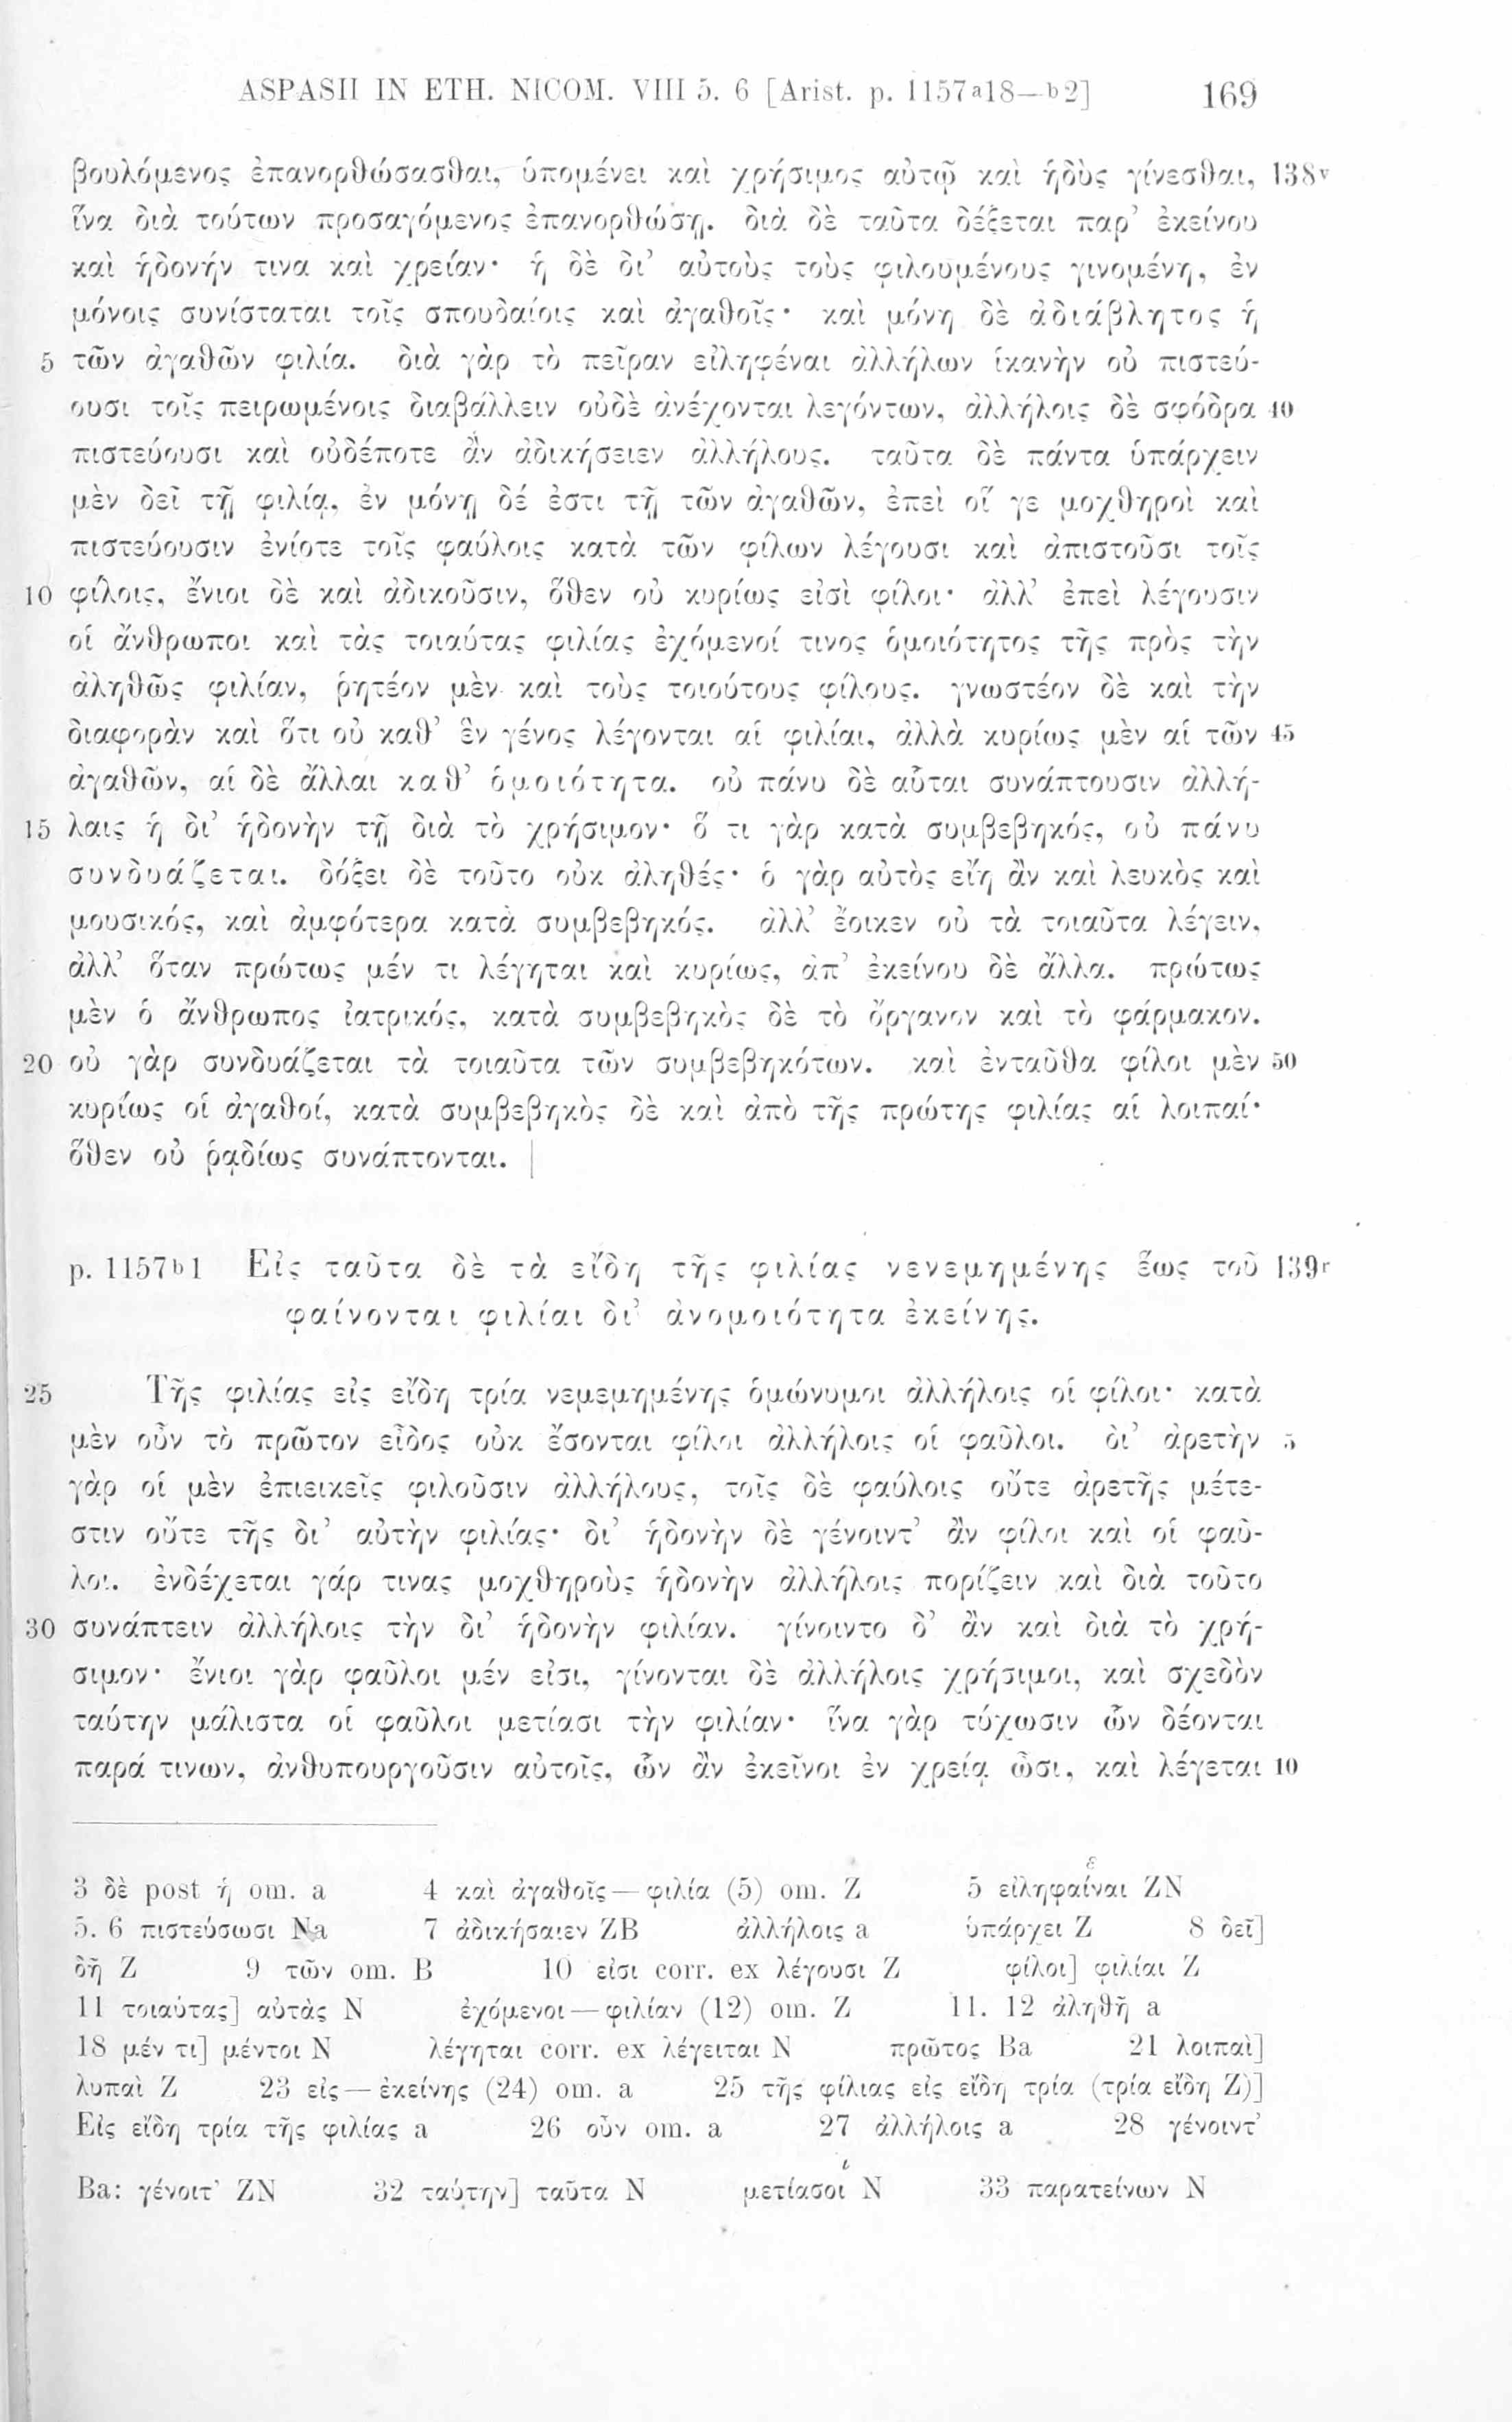 ASPASII IN ETH. NICOM. VIII 5. 6 [Arist. p. 1157a18—b2] 169
βουλόμενος ἐπανορθώσασθαι, ὑπομένει καὶ χρήσιμος αὐτῷ καὶ ἡδὺς γίνεσθαι, 138v
ἵνα διὰ τούτων προσαγόμενος ἐπανορθώσῃ. διὰ δὲ ταῦτα δέξεται παρ’ ἐκείνου
καὶ ἡδονήν τινα καὶ χρείαν· ἡ δὲ δι’ αὐτοὺς τοὺς φιλουμένους γινομένη, ἐν
μόνοις συνίσταται τοῖς σπουδαίοις καὶ ἀγαθοῖς· καὶ μόνη δὲ ἀδιάβλητος ἡ
5 τῶν ἀγαθῶν φιλία. διὰ γὰρ τὸ πεῖραν εἰληφέναι ἀλλήλων ἱκανὴν οὐ πιστεύ-
ουσι τοῖς πειρωμένοις διαβάλλειν οὐδὲ ἀνέχονται λεγόντων, ἀλλήλοις δὲ σφόδρα 40
πιστεύουσι καὶ οὐδέποτε ἂν ἀδικήσειεν ἀλλήλους. ταῦτα δὲ πάντα ὑπάρχειν
μὲν δεῖ τῇ φιλίᾳ, ἐν μόνῃ δέ ἐστι τῇ τῶν ἀγαθῶν, ἐπεὶ οἵ γε μοχθηροὶ καὶ
πιστεύουσιν ἐνίοτε τοῖς φαύλοις κατὰ τῶν φίλων λέγουσι καὶ ἀπιστοῦσι τοῖς
10 φίλοις, ἔνιοι δὲ καὶ ἀδικοῦσιν, ὅθεν οὐ κυρίως εἰσὶ φίλοι· ἀλλ’ ἐπεὶ λέγουσιν
οἱ ἄνθρωποι καὶ τὰς τοιαύτας φιλίας ἐχόμενοί τινος ὁμοιότητος τῆς πρὸς τὴν
ἀληθῶς φιλίαν, ῥητέον μὲν καὶ τοὺς τοιούτους φίλους. γνωστέον δὲ καὶ τὴν
διαφορὰν καὶ ὅτι οὐ καθ’ ἓν γένος λέγονται αἱ φιλίαι, ἀλλὰ κυρίως μὲν αἱ τῶν 45
ἀγαθῶν, αἱ δὲ ἄλλαι καθ’ ὁμοιότητα. οὐ πάνυ δὲ αὗται συνάπτουσιν ἀλλή-
15 λαις ἡ δι’ ἡδονὴν τῇ διὰ τὸ χρήσιμον· ὅ τι γὰρ κατὰ συμβεβηκός, οὐ πάνυ
συνδυάζεται. δόξει δὲ τοῦτο οὐκ ἀληθές· ὁ γὰρ αὐτὸς εἴη ἂν καὶ λευκὸς καὶ
μουσικός, καὶ ἀμφότερα κατὰ συμβεβηκός. ἀλλ’ ἔοικεν οὐ τὰ τοιαῦτα λέγειν,
ἀλλ’ ὅταν πρώτως μέν τι λέγηται καὶ κυρίως, ἀπ’ ἐκείνου δὲ ἄλλα. πρώτως
μὲν ὁ ἄνθρωπος ἰατρικός, κατὰ συμβεβηκὸς δὲ τὸ ὄργανον καὶ τὸ φάρμακον.
20 οὐ γὰρ συνδυάζεται τὰ τοιαῦτα τῶν συμβεβηκότων. καὶ ἐνταῦθα φίλοι μὲν 50
κυρίως οἱ ἀγαθοί, κατὰ συμβεβηκὸς δὲ καὶ ἀπὸ τῆς πρώτης φιλίας αἱ λοιπαί·
ὅθεν οὐ ῥᾳδίως συνάπτονται. |
p. 1157b1 Εἰς ταῦτα δὲ τὰ εἴδη τῆς φιλίας νενεμημένης ἕως τοῦ 139r
φαίνονται φιλίαι δι’ ἀνομοιότητα ἐκείνης.
25 Τῆς φιλίας εἰς εἴδη τρία νεμεμημένης ὁμώνυμοι ἀλλήλοις οἱ φίλοι· κατὰ
μὲν οὖν τὸ πρῶτον εἶδος οὐκ ἔσονται φίλοι ἀλλήλοις οἱ φαῦλοι. δι’ ἀρετὴν 5
γὰρ οἱ μὲν ἐπιεικεῖς φιλοῦσιν ἀλλήλους, τοῖς δὲ φαύλοις οὔτε ἀρετῆς μέτε-
στιν οὔτε τῆς δι’ αὐτὴν φιλίας· δι’ ἡδονὴν δὲ γένοιντ’ ἂν φίλοι καὶ οἱ φαῦ-
λοι. ἐνδέχεται γάρ τινας μοχθηροὺς ἡδονὴν ἀλλήλοις πορίζειν καὶ διὰ τοῦτο
30 συνάπτειν ἀλλήλοις τὴν δι’ ἡδονὴν φιλίαν. γίνοιντο δ’ ἂν καὶ διὰ τὸ χρή-
σιμον· ἔνιοι γὰρ φαῦλοι μέν εἰσι, γίνονται δὲ ἀλλήλοις χρήσιμοι, καὶ σχεδὸν
ταύτην μάλιστα οἱ φαῦλοι μετίασι τὴν φιλίαν· ἵνα γὰρ τύχωσιν ὧν δέονται
παρά τινων, ἀνθυπουργοῦσιν αὐτοῖς, ὧν ἂν ἐκεῖνοι ἐν χρείᾳ ὦσι, καὶ λέγεται 10
3 δὲ post ἡ om. a 4 καὶ ἀγαθοῖς — φιλία (5) om. Z 5 εἰληφαίναι ZN
5. 6 πιστεύσωσι Na 7 ἀδικήσαιεν ZB ἀλλήλοις a ὑπάρχει Z 8 δεῖ]
δὴ Z 9 τῶν om. B 10 εἰσι corr. ex λέγουσι Z φίλοι] φιλίαι Z
11 τοιαύτας] αὐτὰς N ἐχόμενοι — φιλίαν (12) om. Z 11. 12 ἀληθῆ a
18 μέν τι] μέντοι N λέγηται corr. ex λέγειται N πρῶτος Ba 21 λοιπαὶ]
λυπαὶ Z 23 εἰς — ἐκείνης (24) om. a 25 τῆς φίλιας εἰς εἴδη τρία (τρία εἴδη Z)]
Εἰς εἴδη τρία τῆς φιλίας a 26 οὖν om. a 27 ἀλλήλοις a 28 γένοιντ’
Ba: γένοιτ’ ZN 32 ταύτην] ταῦτα N μετίασοι N 33 παρατείνων N